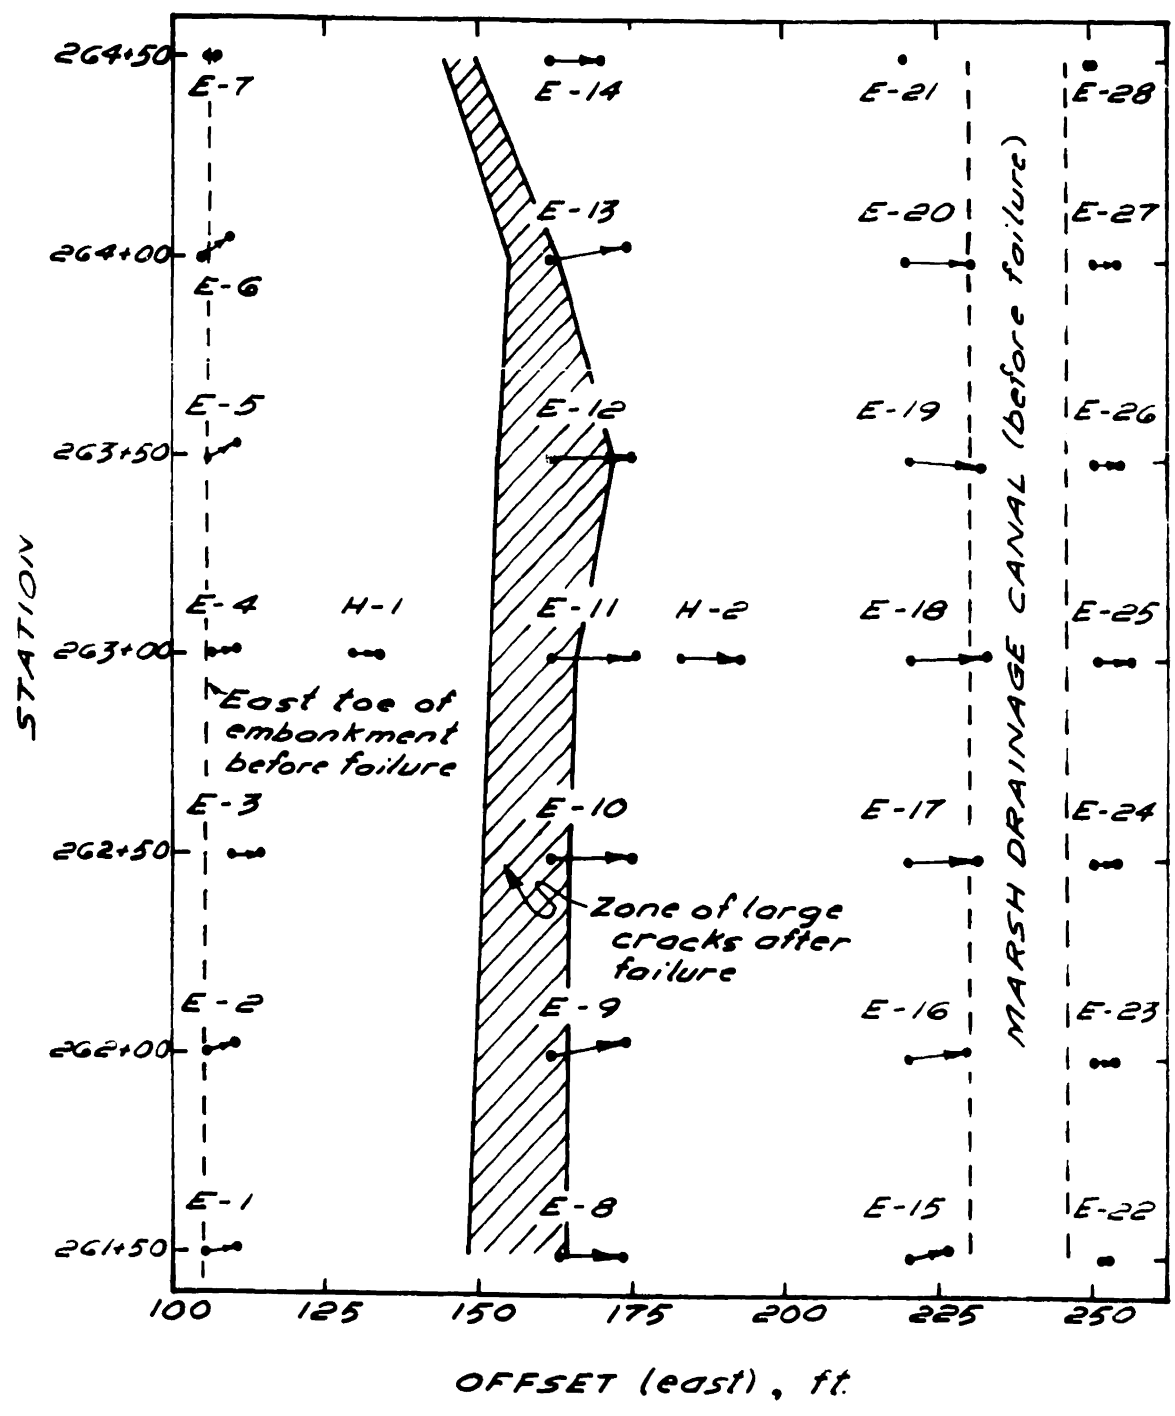 264+50
E-7
E-14
E-21
E-28
E-13
E-20
E-27
264+00
E-6
E-5
E-12
E-19
E-26
263+50
E-4
H-1
E-11
H-2
E-18
E-25
263+00
East toe of
embankment
before failure
E-3
E-10
E-17
E-24
262+50
Zone of large
cracks after
failure
E-2
E-9
E-16
E-23
262+00
E-1
E-8
E-15
E-22
261+50
MARSH DRAINAGE CANAL (before failure)
STATION
100
125
150
175
200
225
250
OFFSET (east), ft.